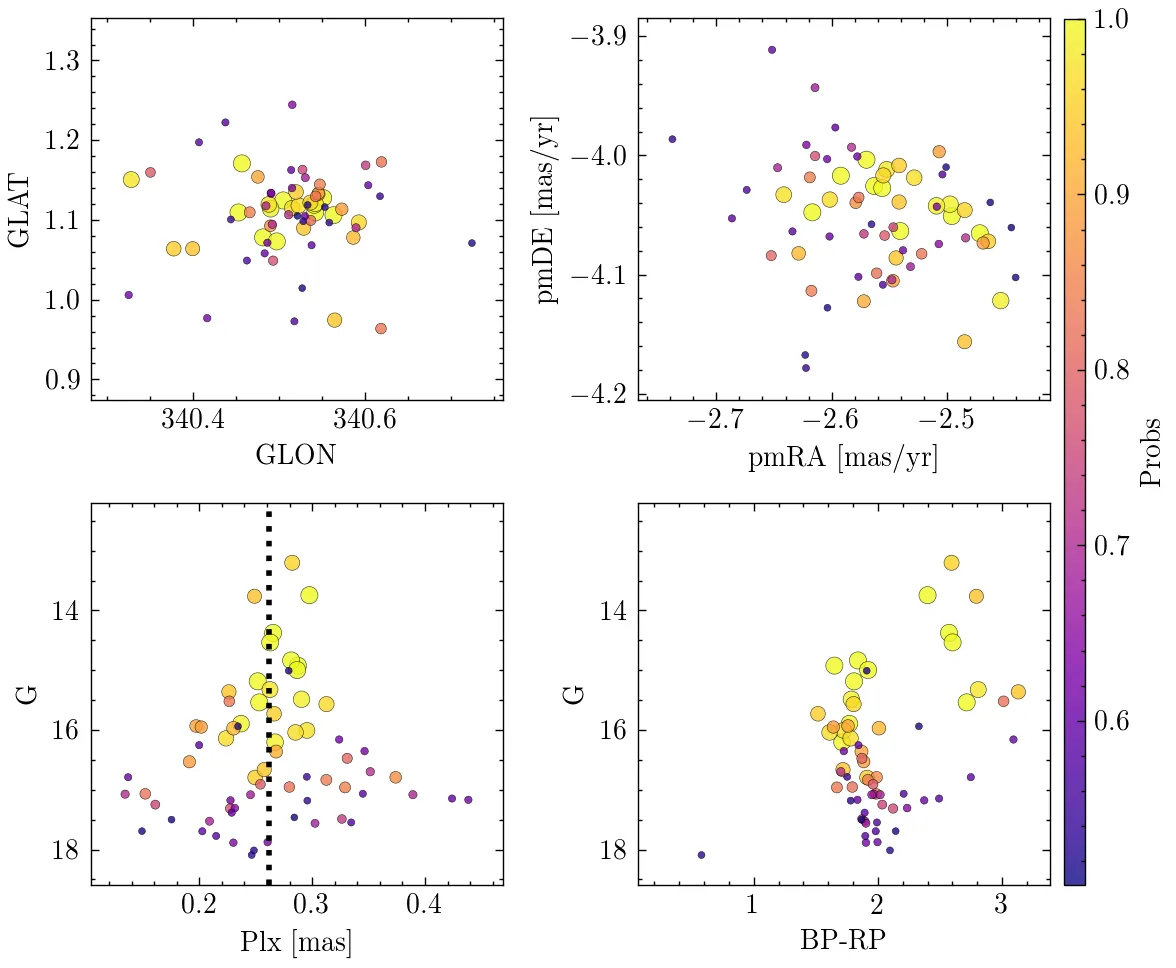 1.3
1.2
1.1
1.0
0.9
GLAT
340.4 340.6
GLON
−3.9
−4.0
−4.1
−4.2
pmDE [mas/yr]
−2.7 −2.6 −2.5
pmRA [mas/yr]
1.0
0.9
0.8
0.7
0.6
Probs
14
16
18
G
0.2 0.3 0.4
Plx [mas]
14
16
18
G
1 2 3
BP-RP